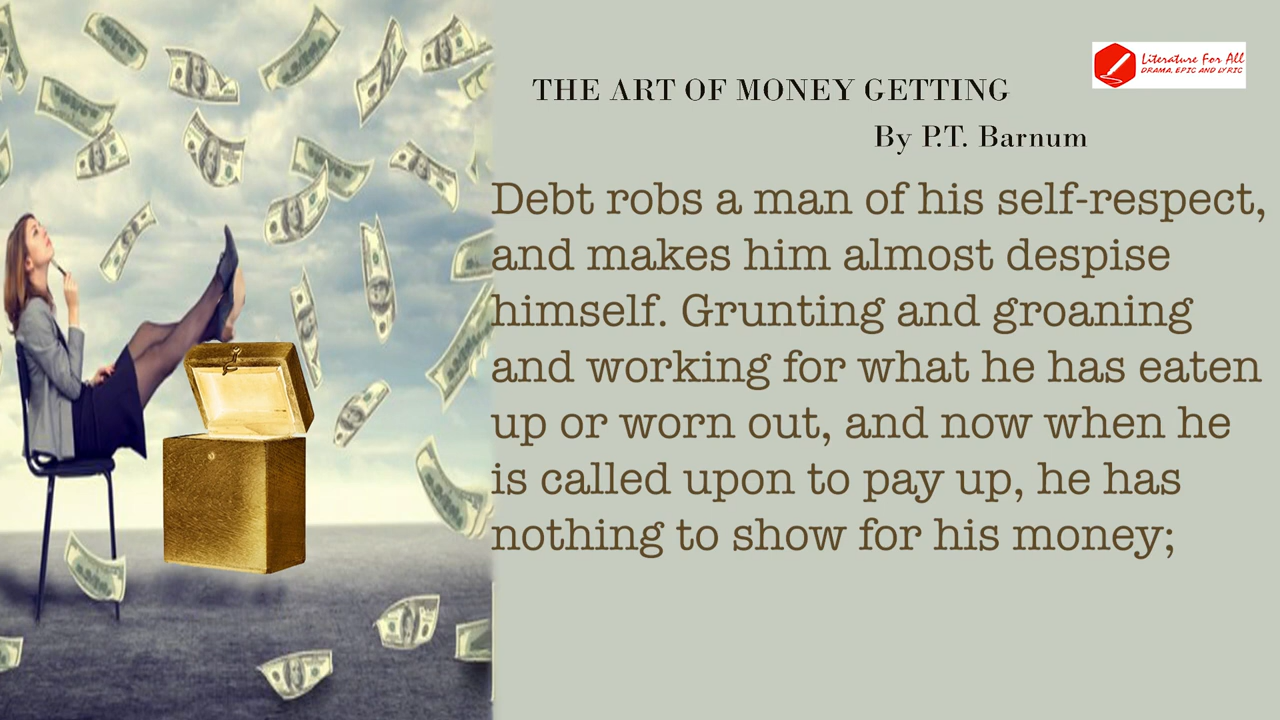 THE ART OF MONEY GETTING
By P.T. Barnum
Literature For All
DRAMA, EPIC AND LYRIC
Debt robs a man of his self-respect,
and makes him almost despise
himself. Grunting and groaning
and working for what he has eaten
up or worn out, and now when he
is called upon to pay up, he has
nothing to show for his money;